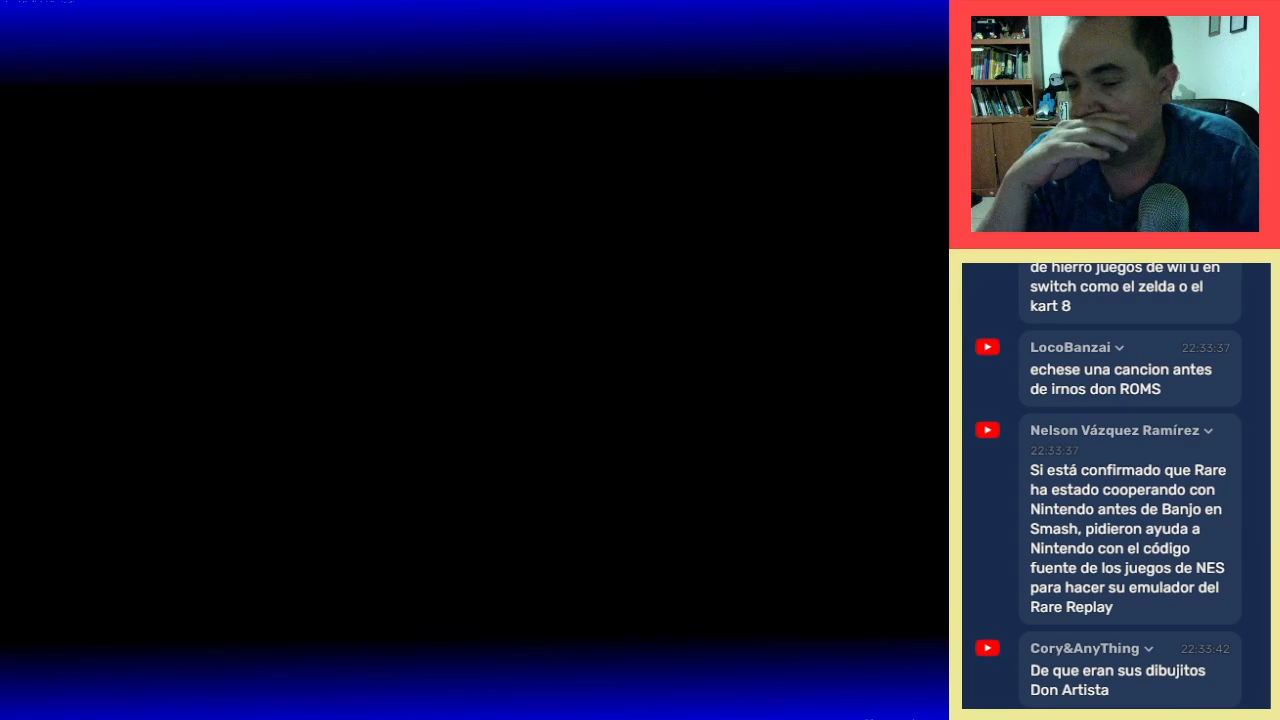 de hierro juegos de wii u en
switch como el zelda o el
kart 8
LocoBanzai 22:33:37
echese una cancion antes
de irnos don ROMS
Nelson Vázquez Ramírez
22:33:37
Si está confirmado que Rare
ha estado cooperando con
Nintendo antes de Banjo en
Smash, pidieron ayuda a
Nintendo con el código
fuente de los juegos de NES
para hacer su emulador del
Rare Replay
Cory&AnyThing 22:33:42
De que eran sus dibujitos
Don Artista